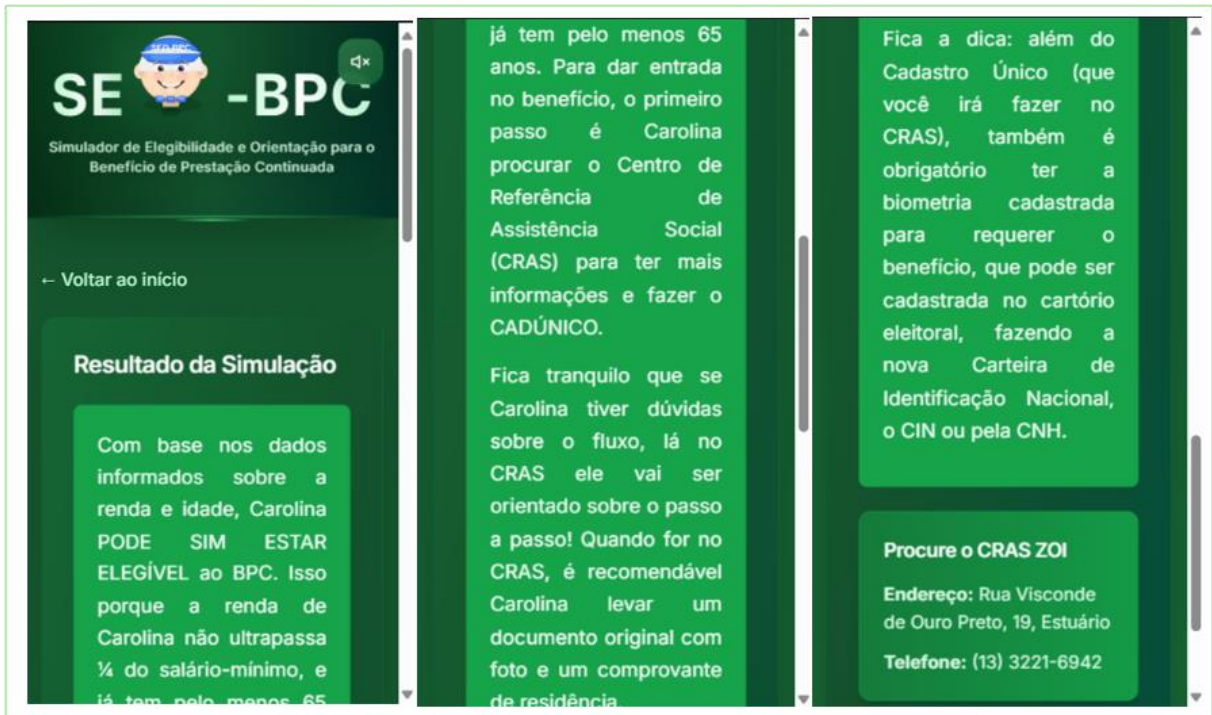 SEO-BPC
SE -BPC
Simulador de Elegibilidade e Orientação para o
Benefício de Prestação Continuada
← Voltar ao início
Resultado da Simulação
Com base nos dados
informados sobre a
renda e idade, Carolina
PODE SIM ESTAR
ELEGÍVEL ao BPC. Isso
porque a renda de
Carolina não ultrapassa
¼ do salário-mínimo, e
já tem pelo menos 65
já tem pelo menos 65
anos. Para dar entrada
no benefício, o primeiro
passo é Carolina
procurar o Centro de
Referência de
Assistência Social
(CRAS) para ter mais
informações e fazer o
CADÚNICO.
Fica tranquilo que se
Carolina tiver dúvidas
sobre o fluxo, lá no
CRAS ele vai ser
orientado sobre o passo
a passo! Quando for no
CRAS, é recomendável
Carolina levar um
documento original com
foto e um comprovante
de residência.
Fica a dica: além do
Cadastro Único (que
você irá fazer no
CRAS), também é
obrigatório ter a
biometria cadastrada
para requerer o
benefício, que pode ser
cadastrada no cartório
eleitoral, fazendo a
nova Carteira de
Identificação Nacional,
o CIN ou pela CNH.
Procure o CRAS ZOI
Endereço: Rua Visconde
de Ouro Preto, 19, Estuário
Telefone: (13) 3221-6942